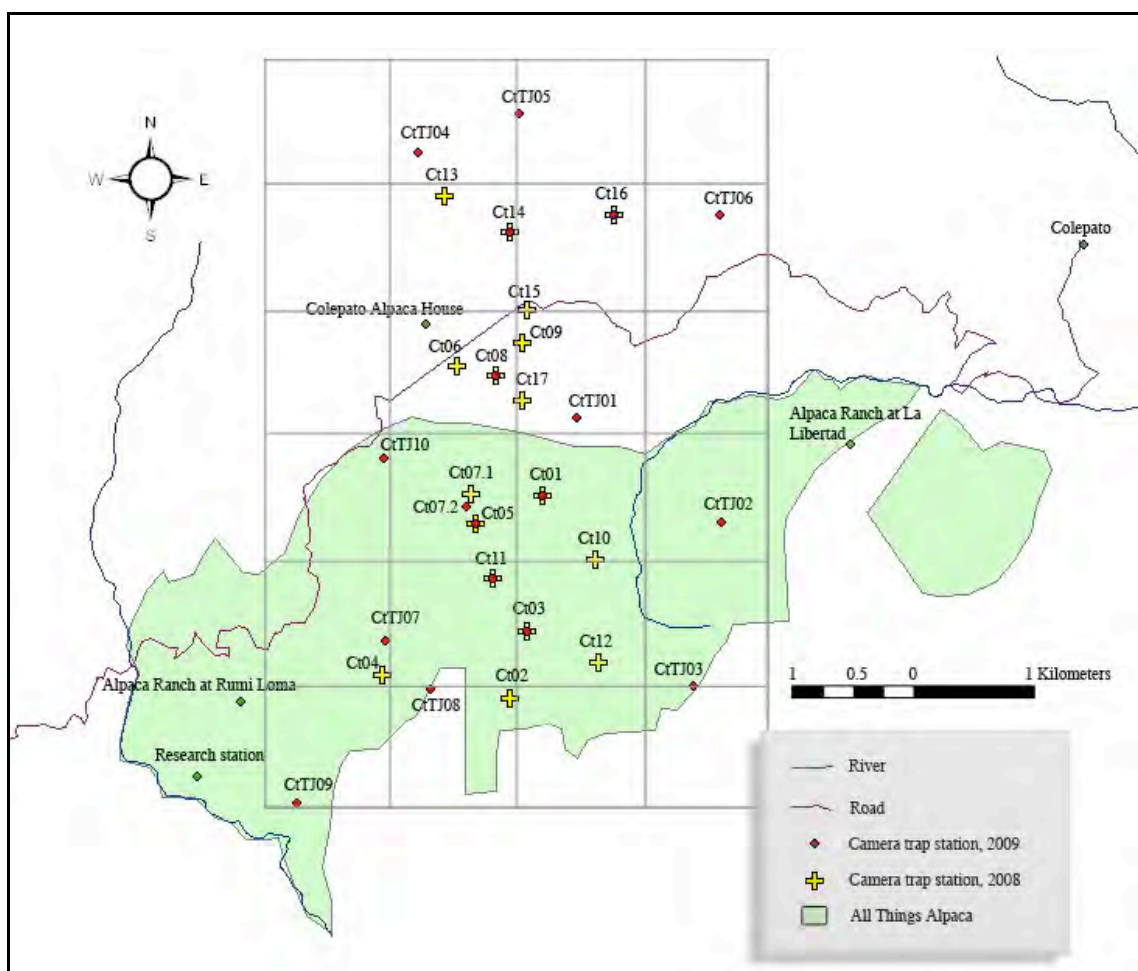 CtTJ05
CtTJ04
N
Ct13
W
E
Ct16
CtTJ06
S
Ct14
Colepato
Ct15
Colepato Alpaca House
Ct09
Ct06
Ct08
Ct17
CtTJ01
Alpaca Ranch at La
Libertad
CtTJ10
Ct07.1
Ct01
Ct07.2
Ct05
CtTJ02
Ct10
Ct11
Ct03
CtTJ07
Ct12
Ct04
CtTJ03
Ct02
Alpaca Ranch at Rumi Loma
CtTJ08
1 0.5 0 1 Kilometers
Research station
CtTJ09
River
Road
Camera trap station, 2009
Camera trap station, 2008
All Things Alpaca